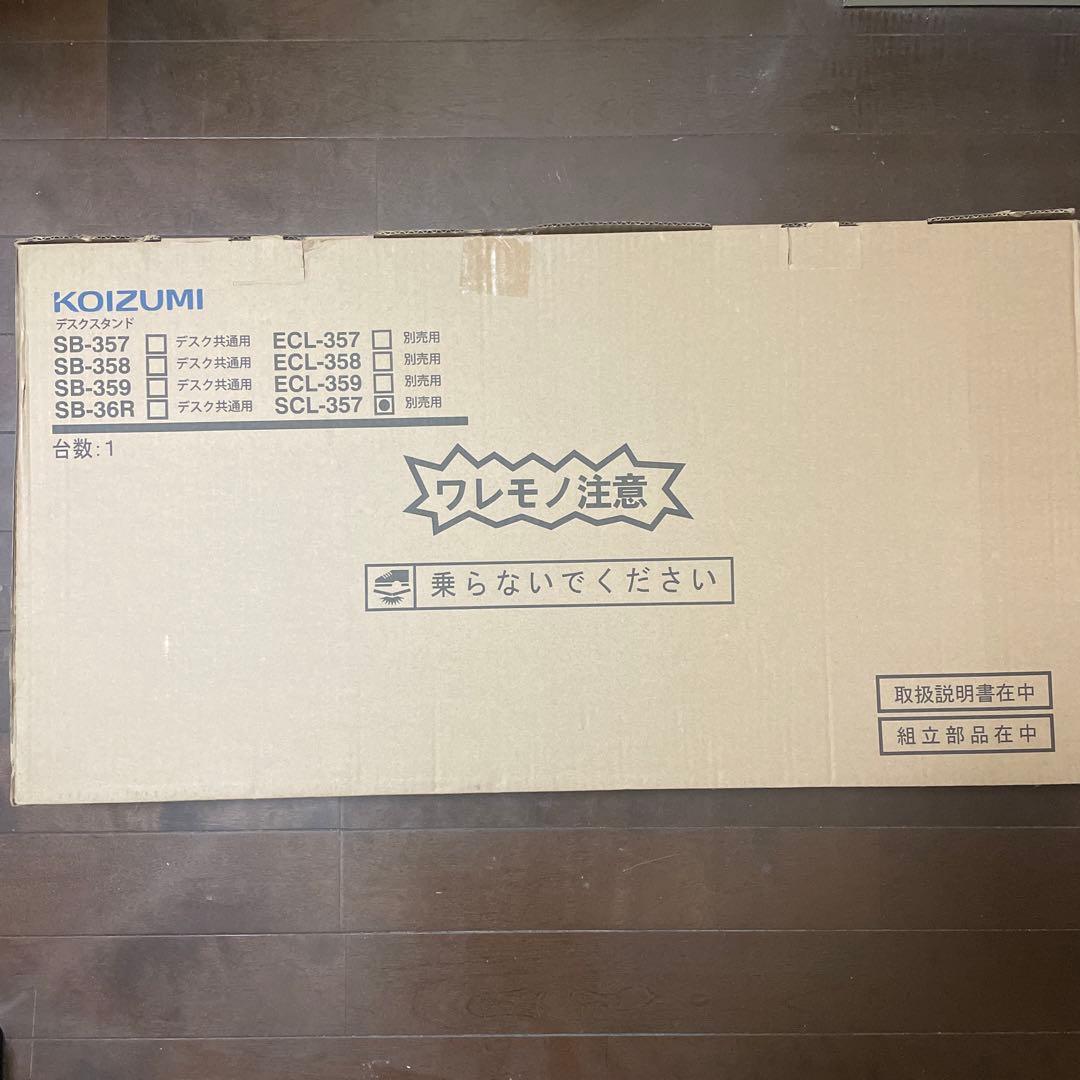 KOIZUMI
デスクスタンド
SB-357 デスク共通用 ECL-357 別売用
SB-358 デスク共通用 ECL-358 別売用
SB-359 デスク共通用 ECL-359 別売用
SB-36R デスク共通用 SCL-357 別売用
台数:1
ワレモノ注意
乗らないでください
取扱説明書在中
組立部品在中